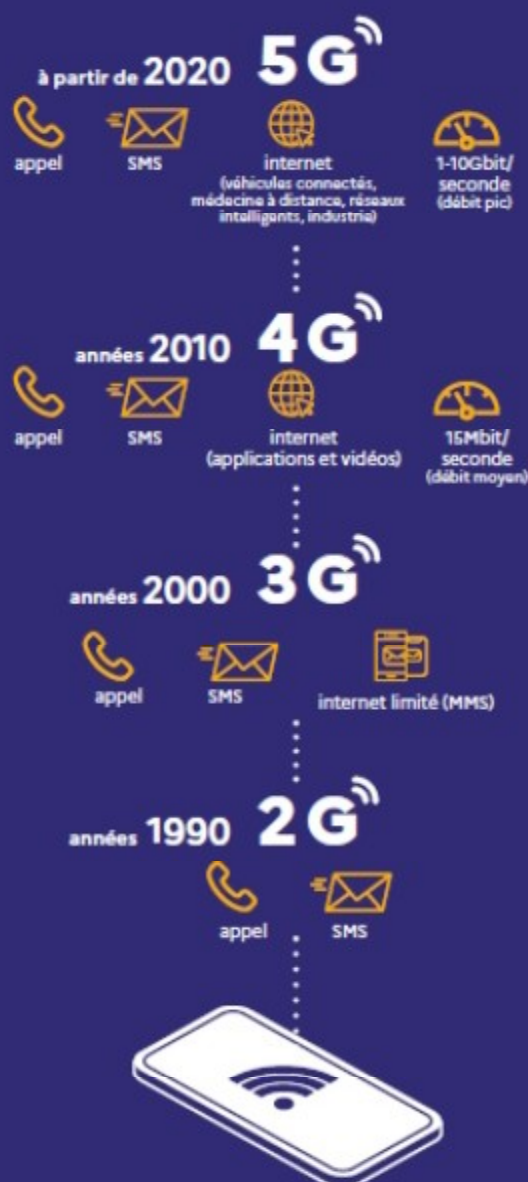 à partir de 2020 5G
appel
SMS
internet
(véhicules connectés,
médecine à distance, réseaux
intelligents, industrie)
1-10Gbit/
seconde
(débit pic)
années 2010 4G
appel
SMS
internet
(applications et vidéos)
15Mbit/
seconde
(débit moyen)
années 2000 3G
appel
SMS
internet limité (MMS)
années 1990 2G
appel
SMS